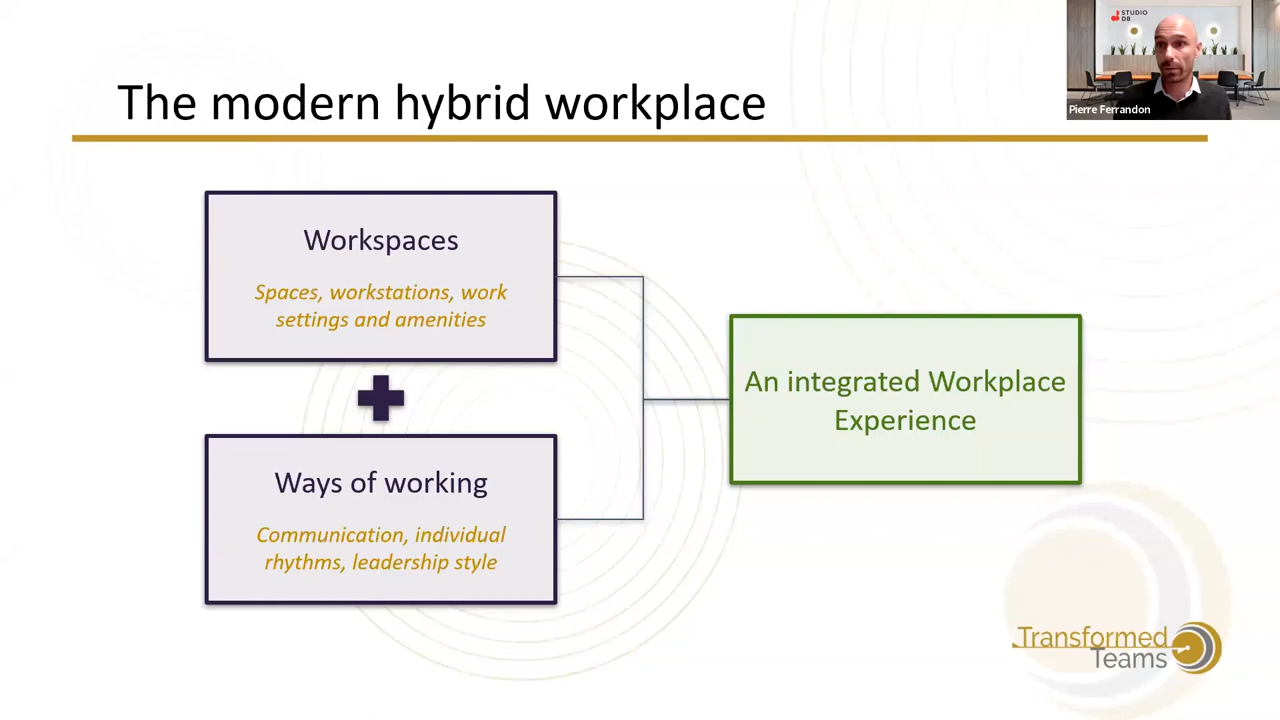 STUDIO
DB
Pierre Ferrandon
The modern hybrid workplace
Workspaces
Spaces, workstations, work
settings and amenities
Ways of working
Communication, individual
rhythms, leadership style
An integrated Workplace
Experience
Transformed
Teams